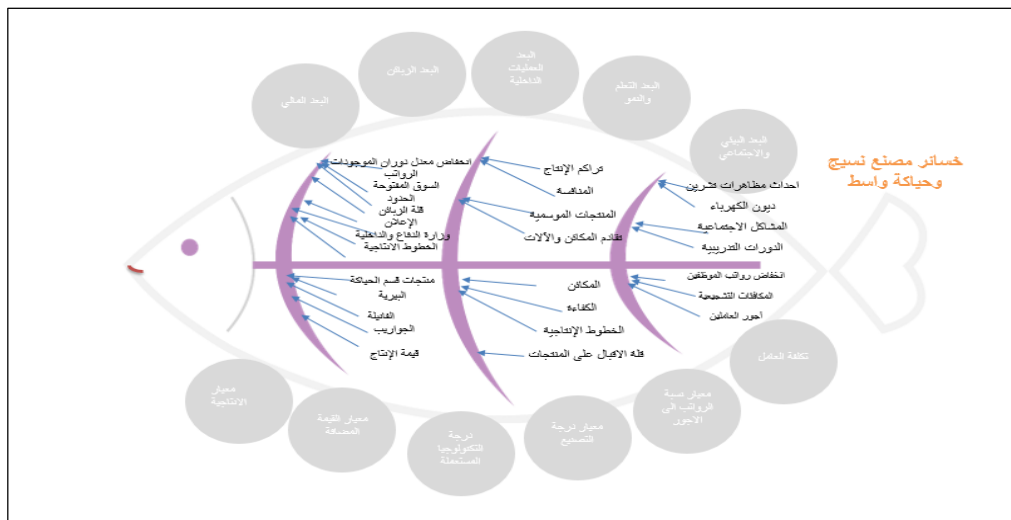 البعد المالي
البعد الزبائن
البعد
العمليات
الداخلية
البعد التعلم
والنمو
البعد البيئي
والاجتماعي
خسائر مصنع نسيج
وحياكة واسط
انخفاض معدل دوران الموجودات
الرواتب
السوق المفتوحة
الحدود
قلة الزبائن
الإعلان
وزارة الدفاع والداخلية
الخطوط الانتاجية
تراكم الإنتاج
المنافسة
المنتجات الموسمية
تقادم المكائن والآلات
احداث مظاهرات تشرين
ديون الكهرباء
المشاكل الاجتماعية
الدورات التدريبية
منتجات قسم الحياكة
البيرية
الفانيلة
الجواريب
قيمة الإنتاج
المكائن
الكفاءة
الخطوط الإنتاجية
قلة الاقبال على المنتجات
انخفاض رواتب الموظفين
المكافئات التشجيعية
اجور العاملين
معيار
الانتاجية
معيار القيمة
المضافة
درجة
التكنولوجيا
المستعملة
معيار درجة
التصنيع
معيار نسبة
الرواتب الى
الاجور
تكلفة العامل